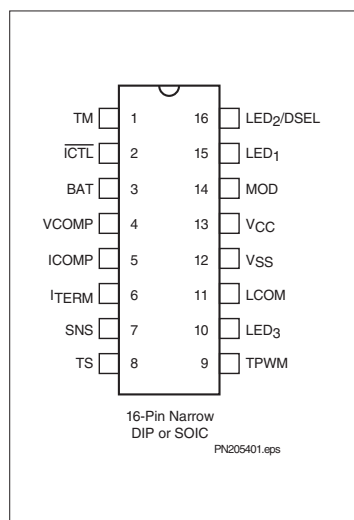 TM 1 16 LED2/DSEL
ICTL 2 15 LED1
BAT 3 14 MOD
VCOMP 4 13 VCC
ICOMP 5 12 VSS
ITERM 6 11 LCOM
SNS 7 10 LED3
TS 8 9 TPWM
16-Pin Narrow
DIP or SOIC
PN205401.eps